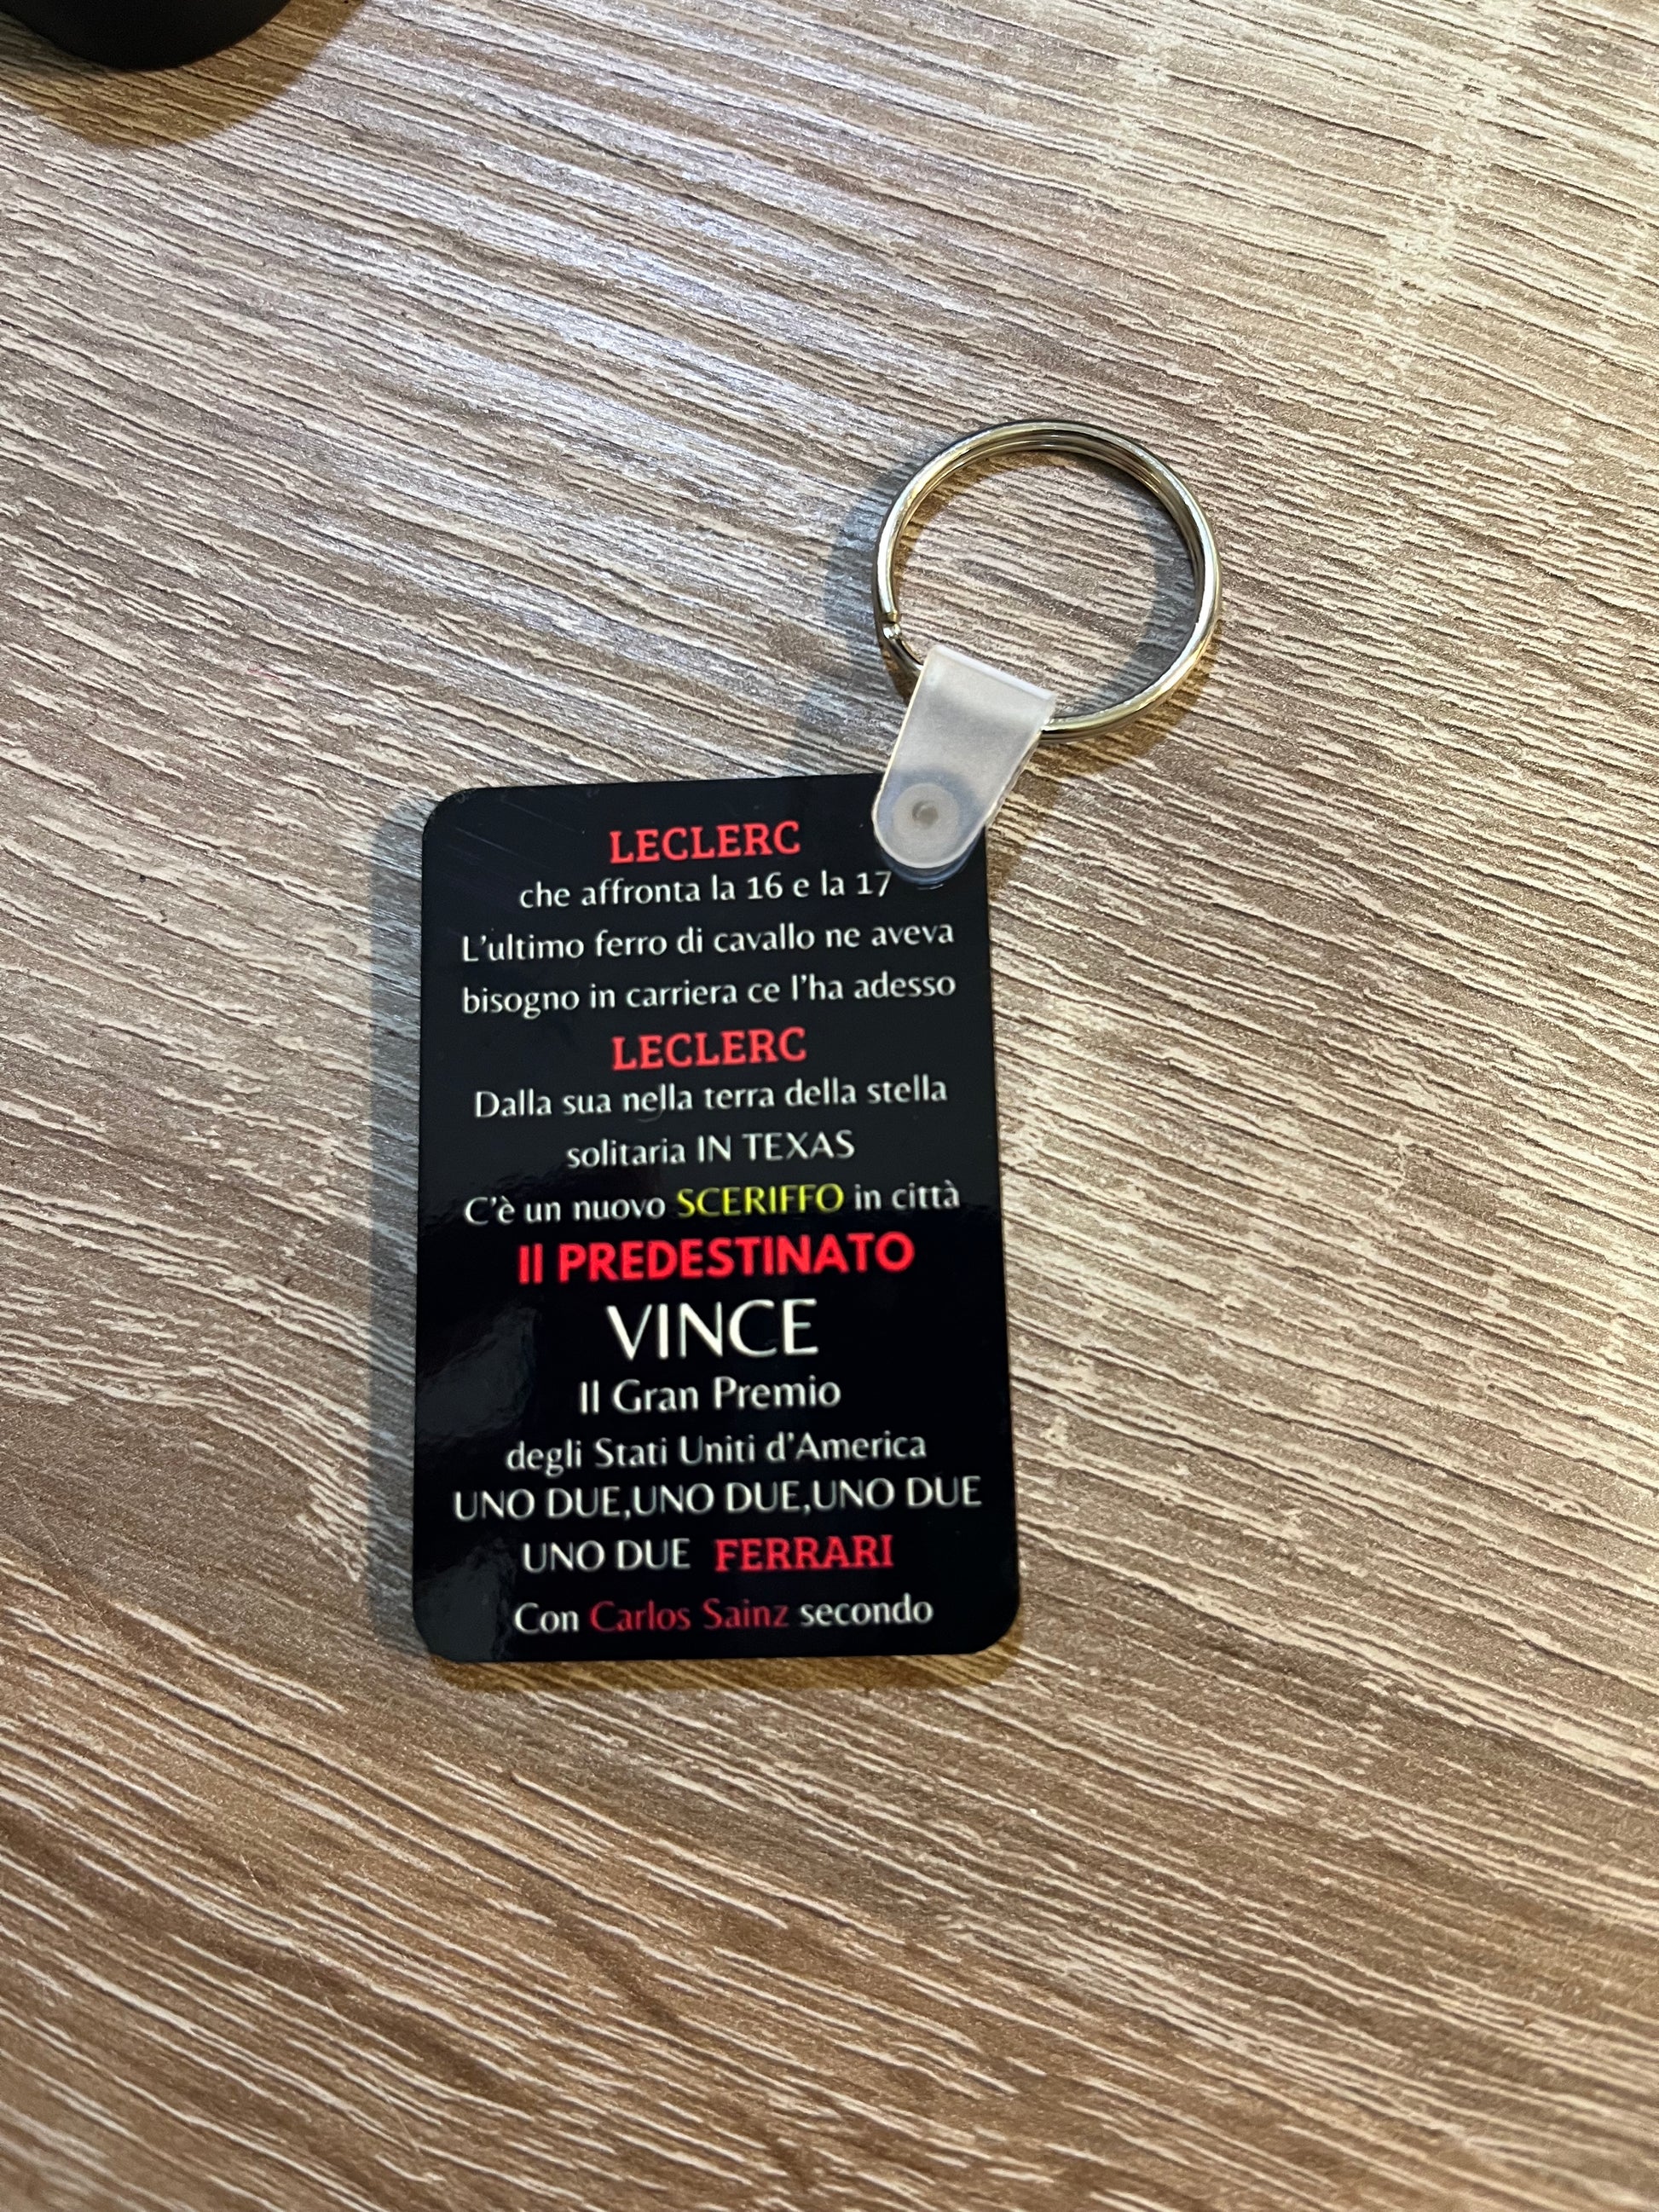 LECLERC
che affronta la 16 e la 17
L'ultimo ferro di cavallo ne aveva
bisogno in carriera ce l'ha adesso
LECLERC
Dalla sua nella terra della stella
solitaria IN TEXAS
C'è un nuovo SCERIFFO in città
Il PREDESTINATO
VINCE
Il Gran Premio
degli Stati Uniti d'America
UNO DUE,UNO DUE,UNO DUE
UNO DUE FERRARI
Con Carlos Sainz secondo